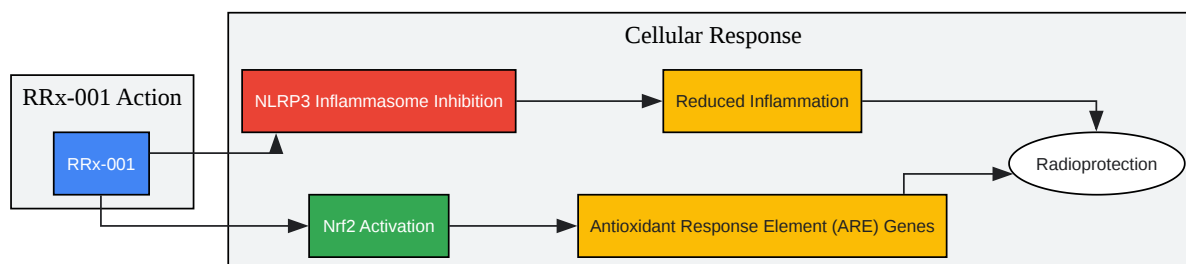 Cellular Response
RRx-001 Action
NLRP3 Inflammasome Inhibition
Reduced Inflammation
RRx-001
Radioprotection
Nrf2 Activation
Antioxidant Response Element (ARE) Genes